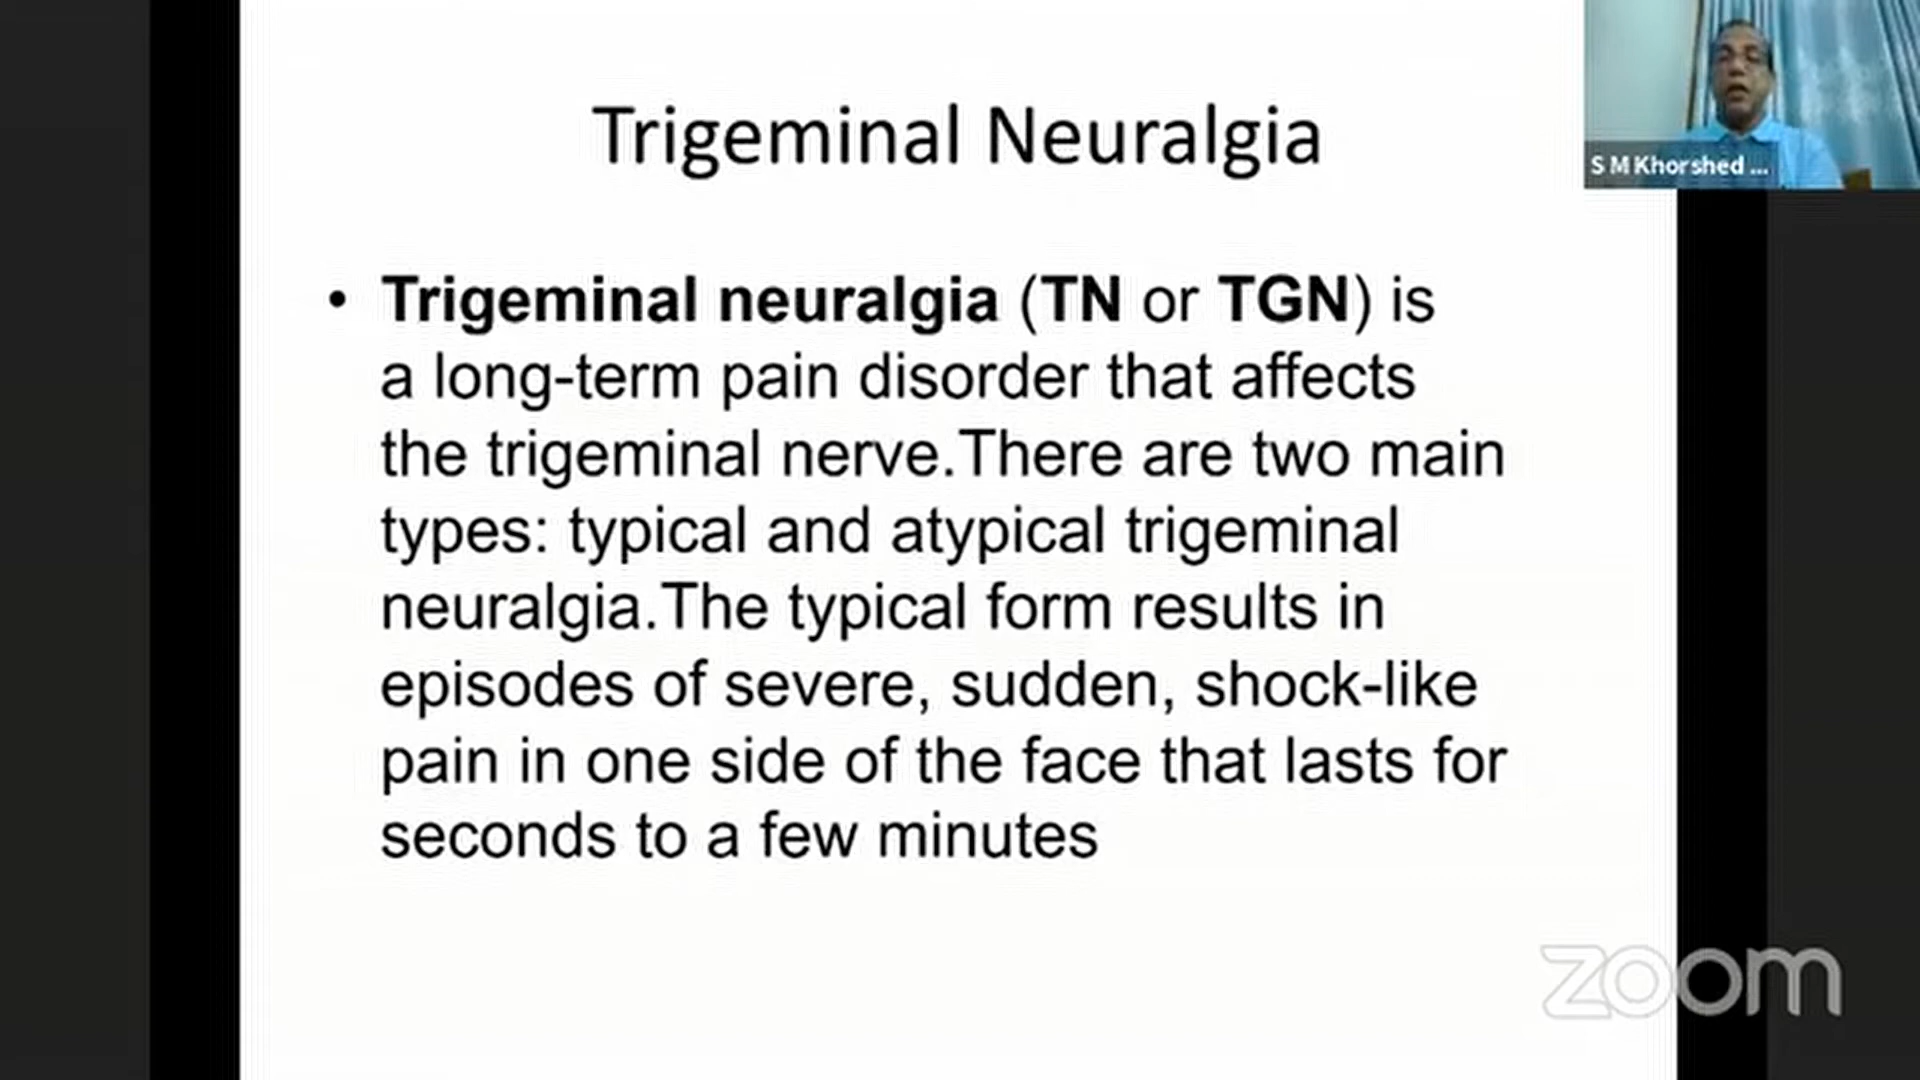 Trigeminal Neuralgia
S M Khorshed ...
• Trigeminal neuralgia (TN or TGN) is
a long-term pain disorder that affects
the trigeminal nerve.There are two main
types: typical and atypical trigeminal
neuralgia.The typical form results in
episodes of severe, sudden, shock-like
pain in one side of the face that lasts for
seconds to a few minutes
zoom